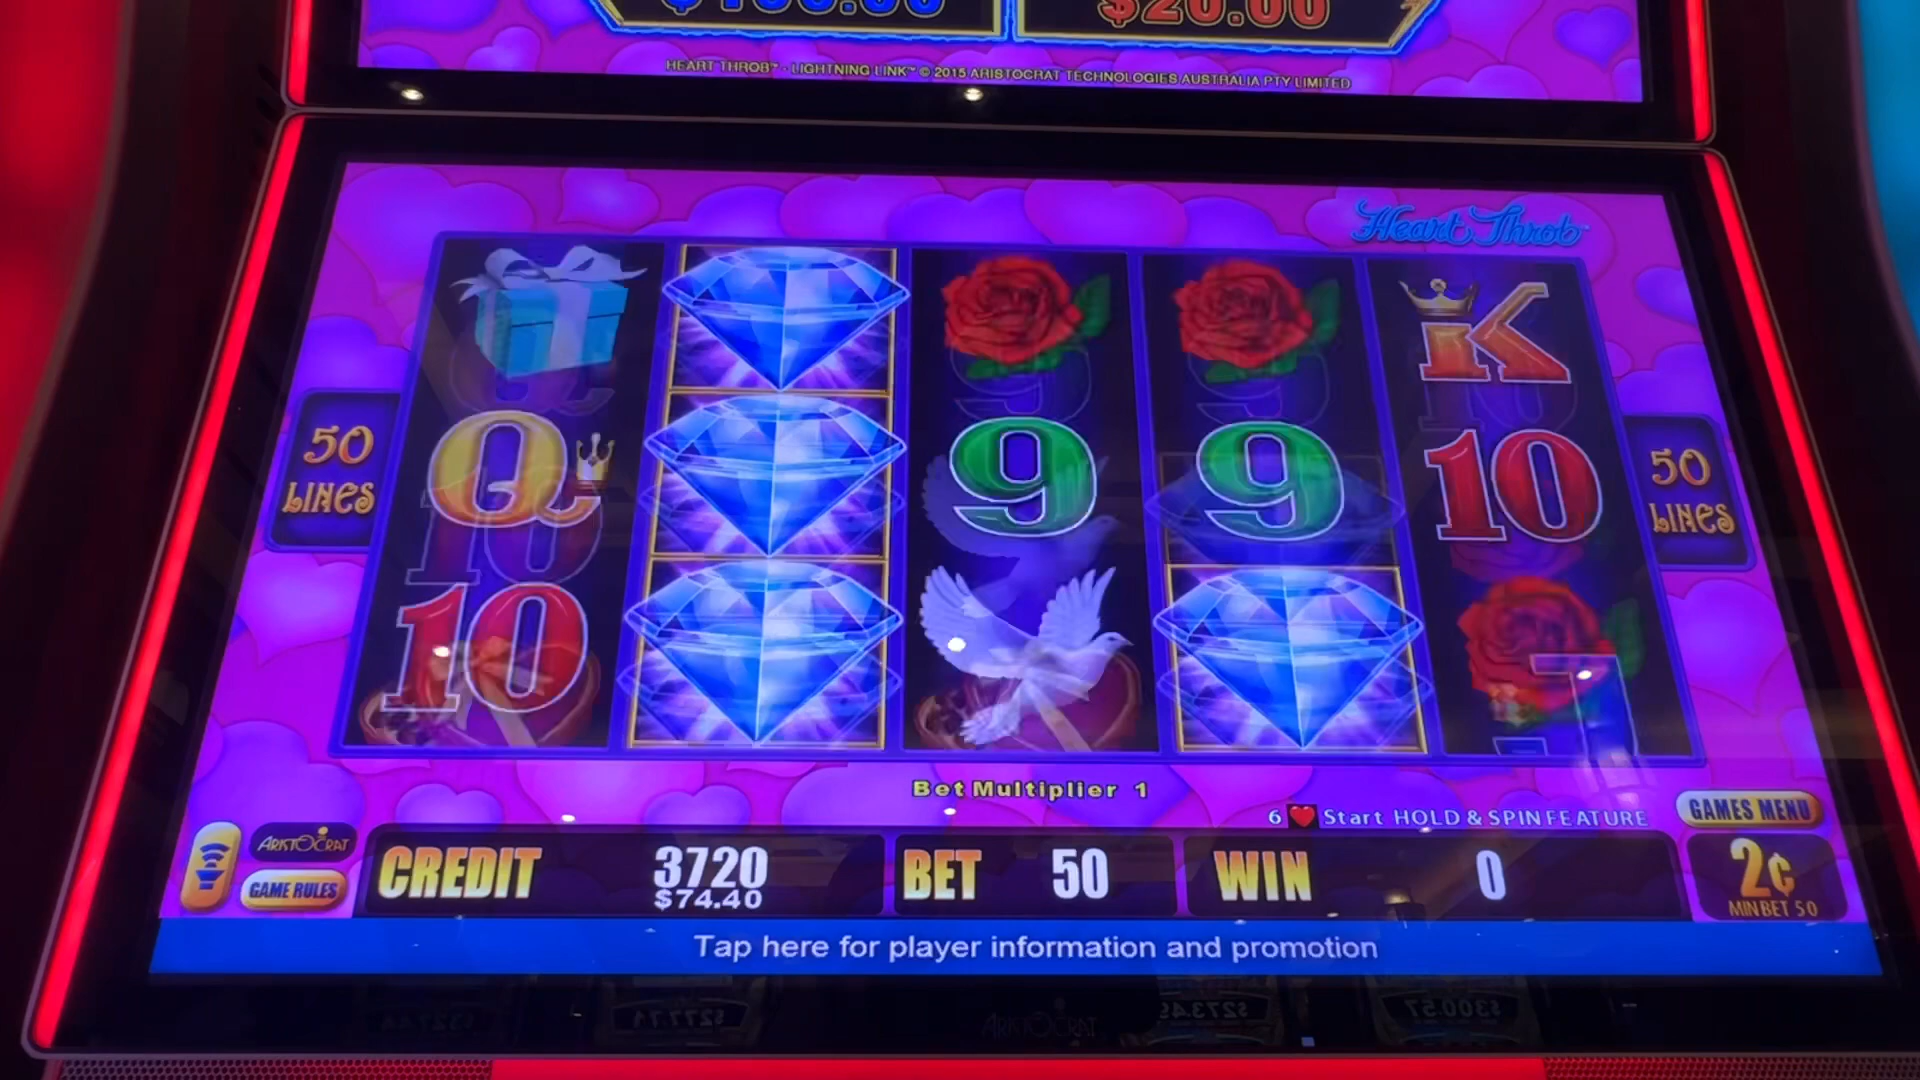 $20.00
HEART THROB™ - LIGHTNING LINK™ © 2015 ARISTOCRAT TECHNOLOGIES AUSTRALIA PTY LIMITED
Heart Throb
K
50 LINES
Q
9
9
10
50 LINES
10
Bet Multiplier 1
6 ❤ Start HOLD & SPIN FEATURE
GAMES MENU
ARISTOCRAT
GAME RULES
CREDIT 3720
$74.40
BET 50
WIN 0
2¢
MIN BET 50
Tap here for player information and promotion